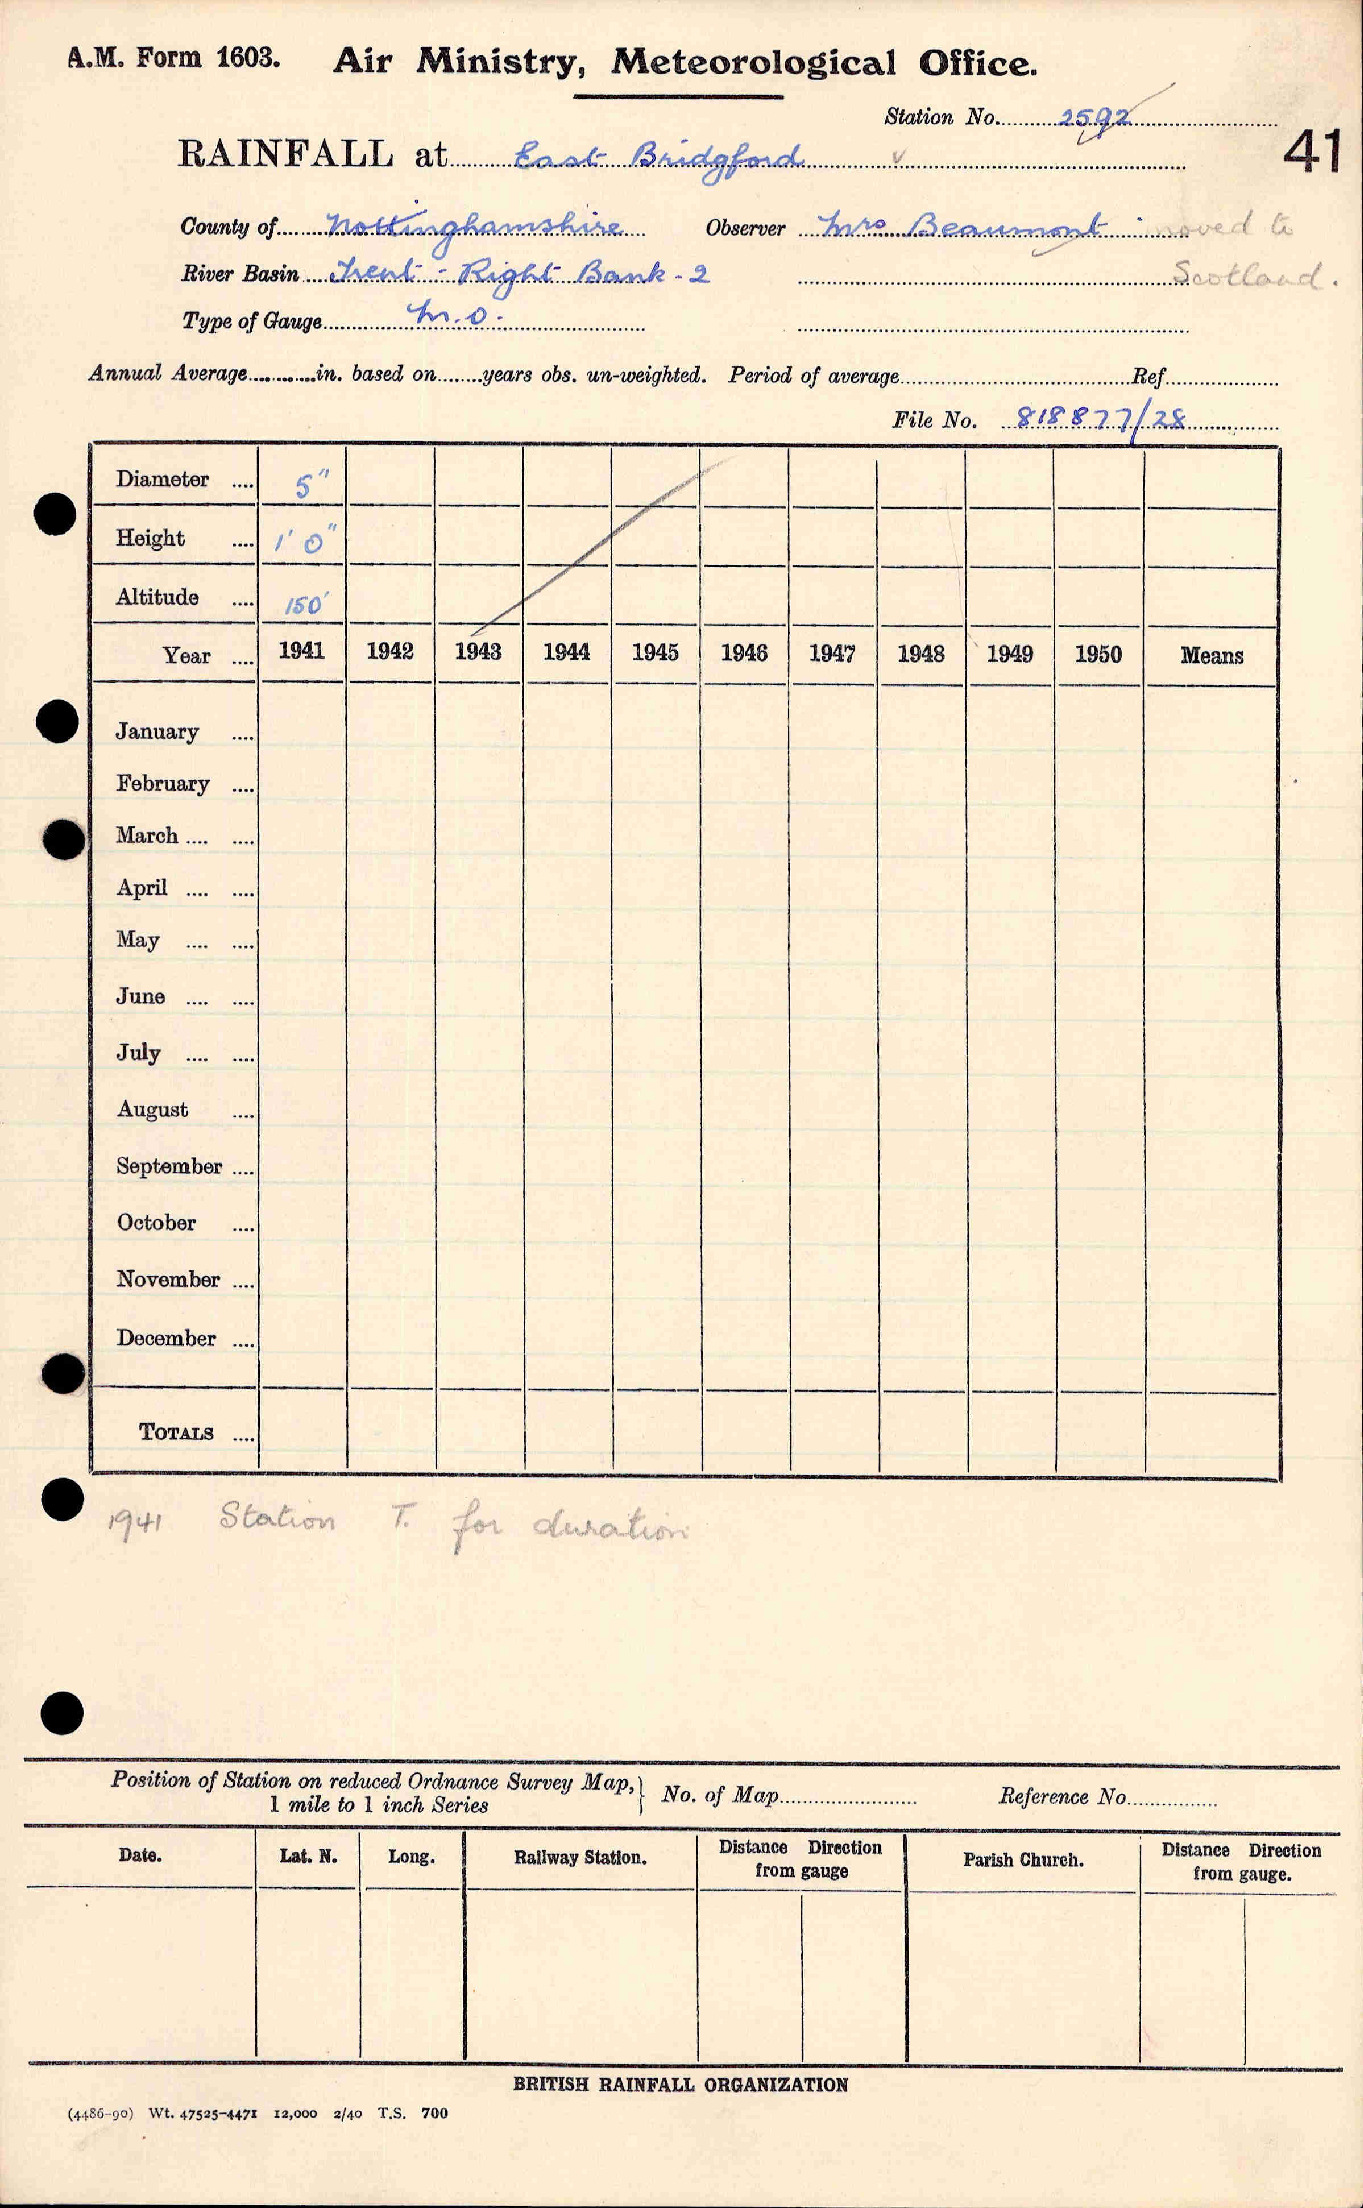 A.M. Form 1603. Air Ministry, Meteorological Office.
Station No. 2592
41
RAINFALL at East Bridgford
County of Nottinghamshire Observer Mrs Beaumont moved to
River Basin Trent - Right Bank - 2 Scotland.
Type of Gauge M.O.
Annual Average............in. based on........years obs. un-weighted. Period of average............Ref............
File No. 818877/28
Diameter .... 5"
Height .... 1' 0"
Altitude .... 150'
Year .... 1941 1942 1943 1944 1945 1946 1947 1948 1949 1950 Means
January ....
February ....
March .... ....
April .... ....
May .... ....
June .... ....
July .... ....
August ....
September ....
October ....
November ....
December ....
TOTALS ....
1941 Station T. for duration
Position of Station on reduced Ordnance Survey Map,} No. of Map............ Reference No............
1 mile to 1 inch Series
Date. Lat. N. Long. Railway Station. Distance Direction from gauge Parish Church. Distance Direction from gauge.
BRITISH RAINFALL ORGANIZATION
(4486-90) Wt. 47525-4471 12,000 2/40 T.S. 700